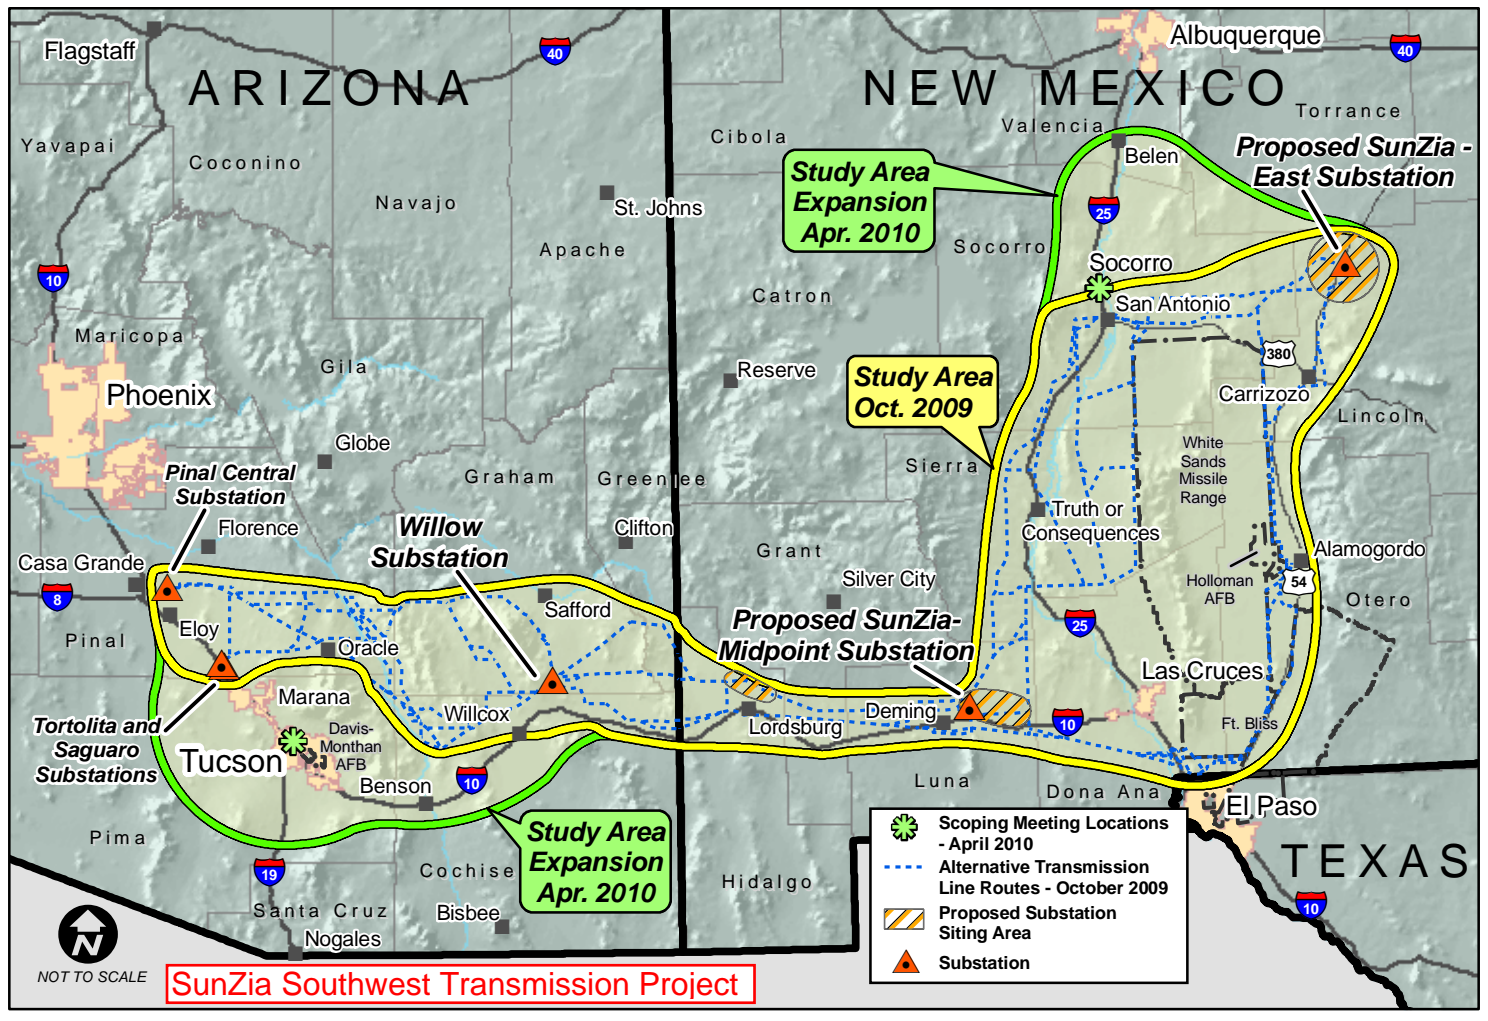 Flagstaff
40
Albuquerque
40
ARIZONA
NEW MEXICO
Torrance
Valencia
Cibola
Yavapai
Coconino
Belen
Proposed SunZia -
East Substation
Study Area
Expansion
Apr. 2010
Navajo
St. Johns
25
Apache
Socorro
Socorro
10
Catron
San Antonio
Maricopa
Gila
380
Reserve
Study Area
Oct. 2009
Phoenix
Carrizozo
Lincoln
Globe
White
Sands
Missile
Range
Sierra
Pinal Central
Substation
Graham
Greenlee
Truth or
Consequences
Florence
Willow
Substation
Clifton
Grant
Alamogordo
Casa Grande
Silver City
Holloman
AFB
54
8
Safford
Otero
Eloy
Proposed SunZia-
Midpoint Substation
25
Pinal
Oracle
Las Cruces
Marana
Willcox
Deming
10
Ft. Bliss
Tortolita and
Saguaro
Substations
Davis-
Monthan
AFB
Lordsburg
Tucson
10
Benson
Luna
Dona Ana
El Paso
Pima
Study Area
Expansion
Apr. 2010
Scoping Meeting Locations
- April 2010
TEXAS
19
Cochise
Hidalgo
Alternative Transmission
Line Routes - October 2009
10
Santa Cruz
Bisbee
Proposed Substation
Siting Area
N
Nogales
Substation
NOT TO SCALE
SunZia Southwest Transmission Project